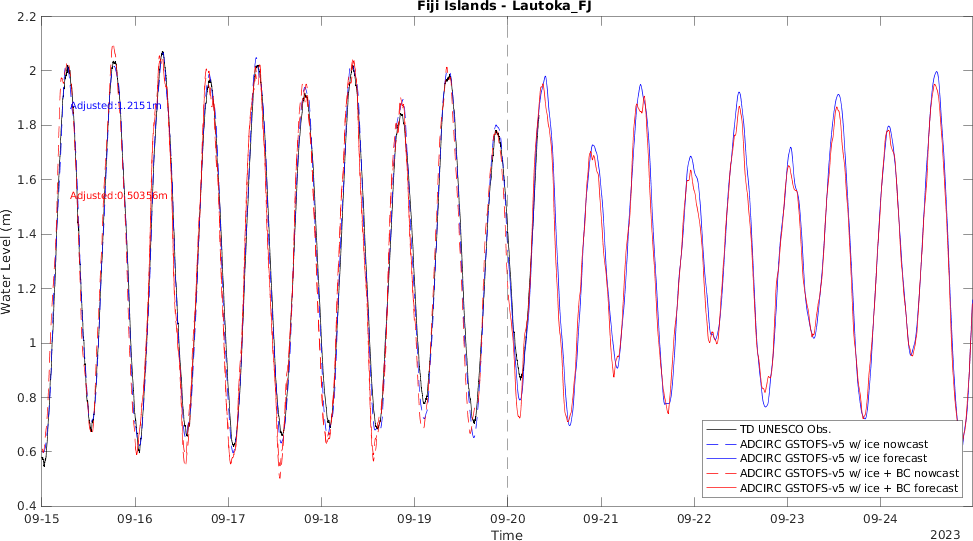 Fiji Islands - Lautoka_FJ
2.2
2
1.8
1.6
1.4
1.2
1
0.8
0.6
0.4
Water Level (m)
Adjusted:1.2151m
Adjusted:0.50356m
TD UNESCO Obs.
ADCIRC GSTOFS-v5 w/ ice nowcast
ADCIRC GSTOFS-v5 w/ ice forecast
ADCIRC GSTOFS-v5 w/ ice + BC nowcast
ADCIRC GSTOFS-v5 w/ ice + BC forecast
09-15 09-16 09-17 09-18 09-19 09-20 09-21 09-22 09-23 09-24
Time
2023